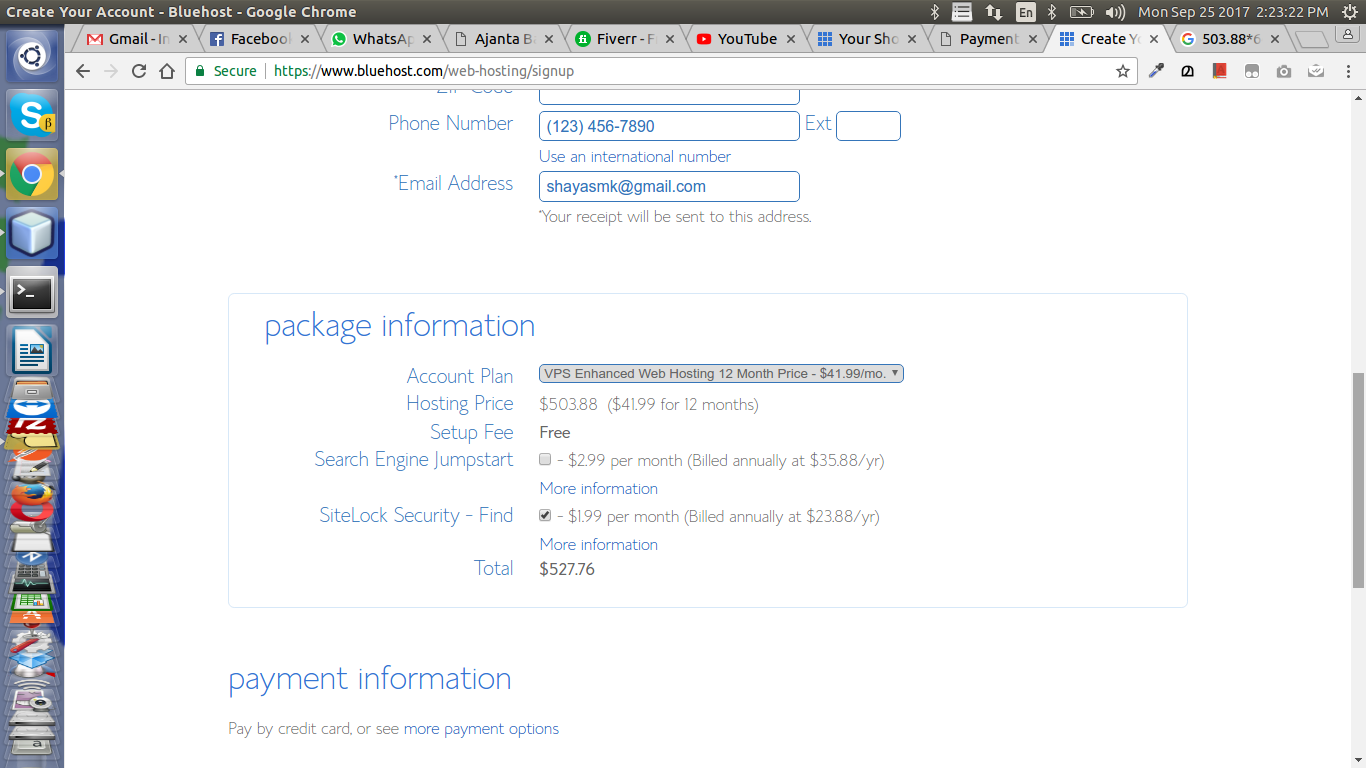 Create Your Account - Bluehost - Google Chrome
En
Mon Sep 25 2017 2:23:22 PM
Gmail - In
Faceboo
WhatsAp
Ajanta B
Fiverr - F
YouTube
Your Sho
Payment
Create Y
503.88*6
Secure
https://www.bluehost.com/web-hosting/signup
ZIP Code
Phone Number
(123) 456-7890
Ext
Use an international number
*Email Address
shayasmk@gmail.com
*Your receipt will be sent to this address.
package information
Account Plan
VPS Enhanced Web Hosting 12 Month Price - $41.99/mo.
Hosting Price
$503.88 ($41.99 for 12 months)
Setup Fee
Free
Search Engine Jumpstart
- $2.99 per month (Billed annually at $35.88/yr)
More information
SiteLock Security - Find
- $1.99 per month (Billed annually at $23.88/yr)
More information
Total
$527.76
payment information
Pay by credit card, or see more payment options